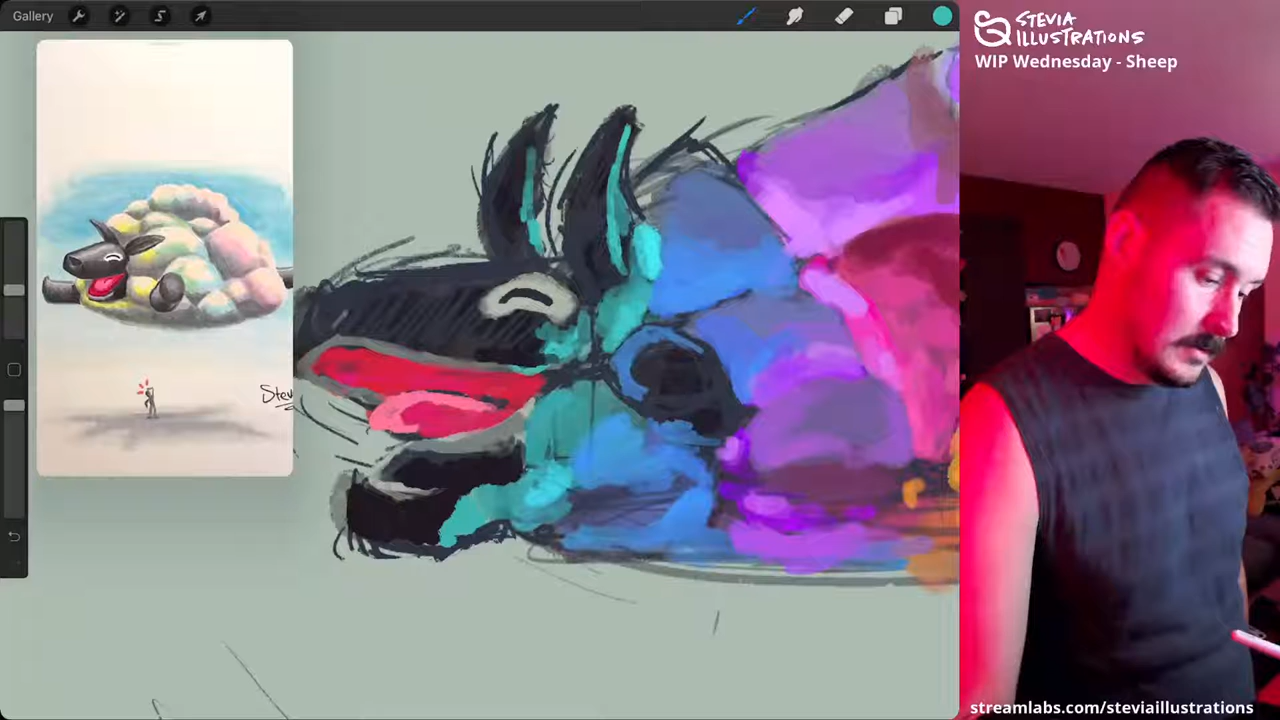 Gallery
STEVIA
ILLUSTRATIONS
WIP Wednesday - Sheep
Stev
streamlabs.com/steviaillustrations